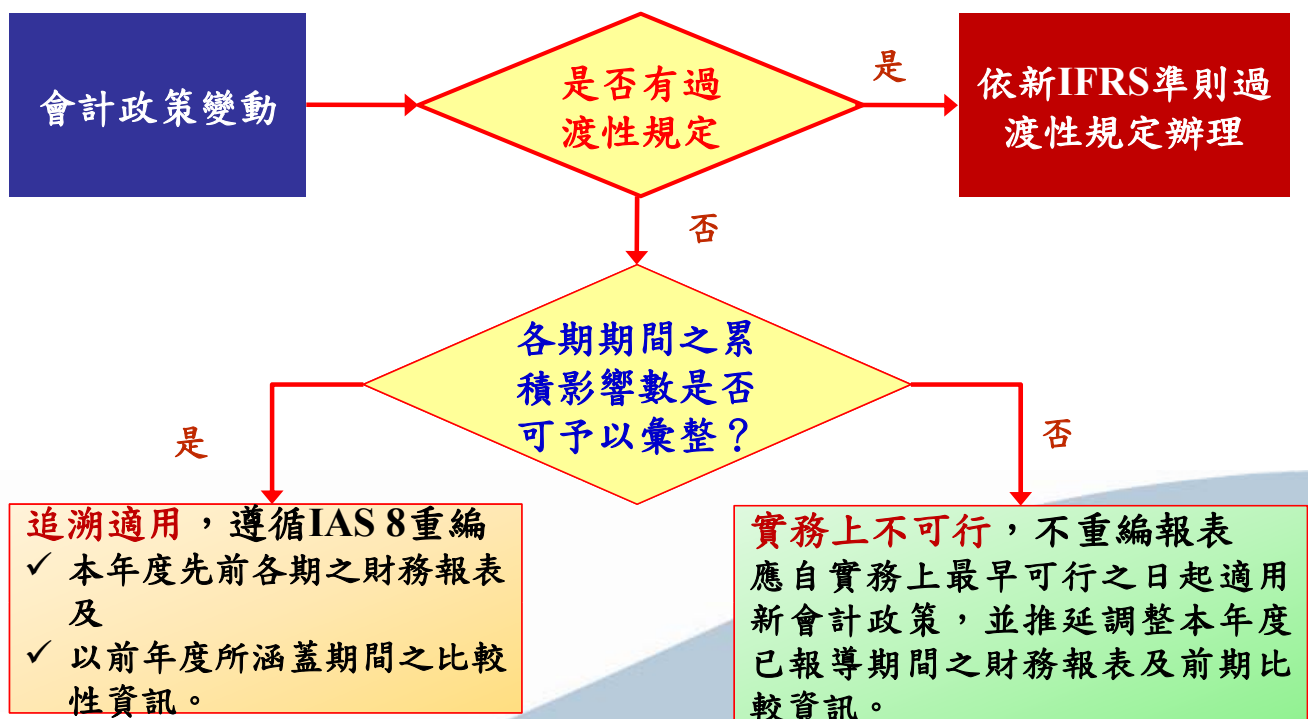 會計政策變動
是否有過
渡性規定
是
依新IFRS準則過
渡性規定辦理
否
各期期間之累
積影響數是否
可予以彙整？
是
否
追溯適用，遵循IAS 8重編
✓ 本年度先前各期之財務報表
及
✓ 以前年度所涵蓋期間之比較
性資訊。
實務上不可行，不重編報表
應自實務上最早可行之日起適用
新會計政策，並推延調整本年度
已報導期間之財務報表及前期比
較資訊。